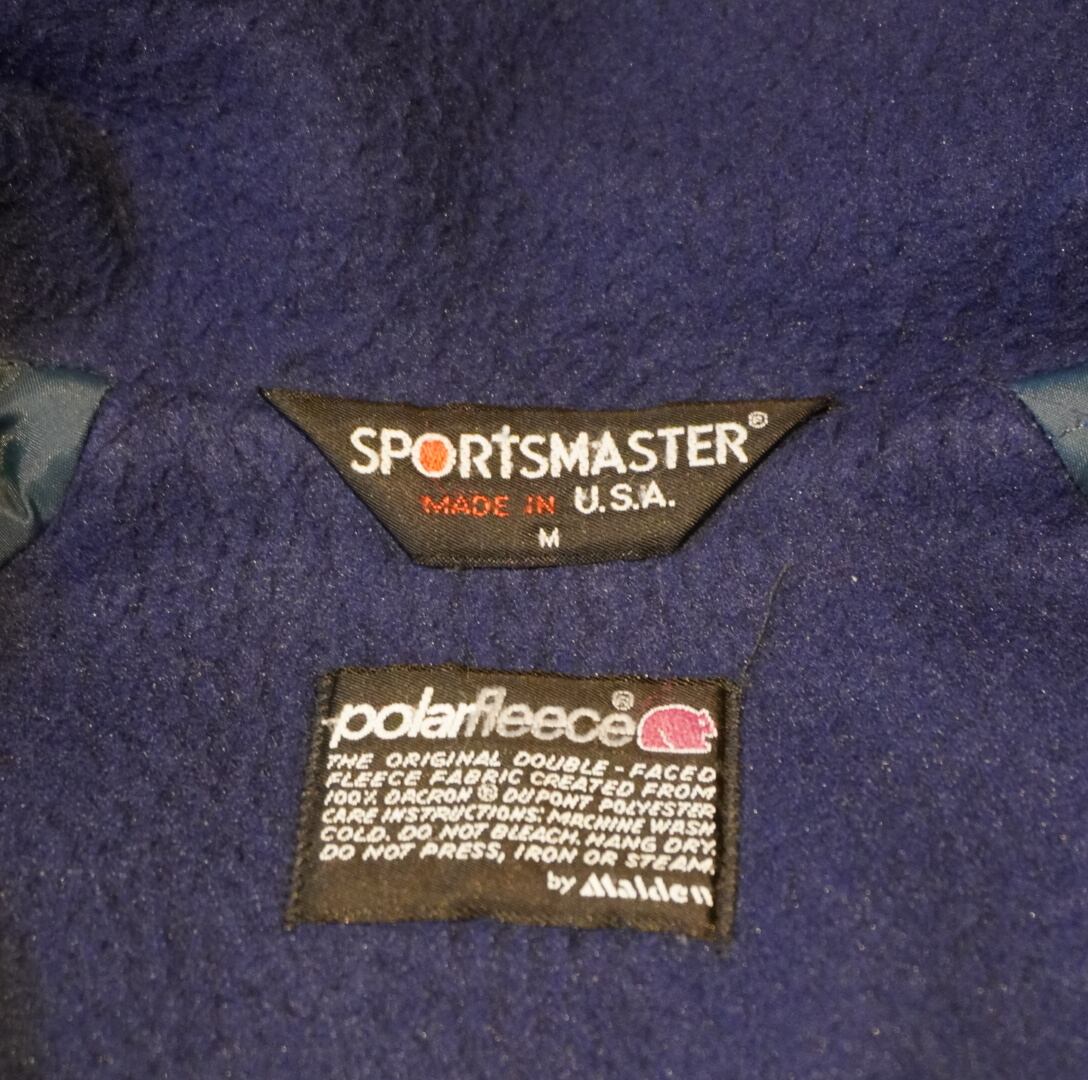 SPORTSMASTER®
MADE IN U.S.A.
M
polarfleece®
THE ORIGINAL DOUBLE-FACED
FLEECE FABRIC CREATED FROM
100% DACRON® DUPONT POLYESTER
CARE INSTRUCTIONS: MACHINE WASH
COLD. DO NOT BLEACH. HANG DRY.
DO NOT PRESS, IRON OR STEAM.
by Malden